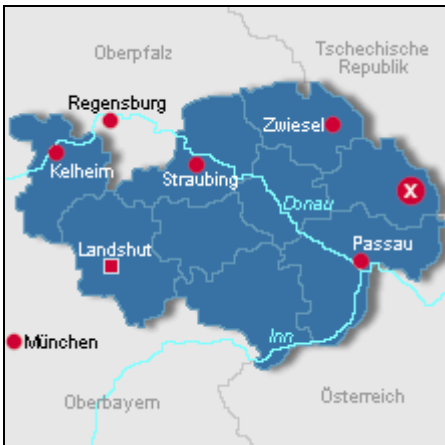 Oberpfalz
Tschechische
Republik
Regensburg
Zwiesel
Kelheim
Straubing
X
Donau
Landshut
Passau
München
Inn
Oberbayern
Österreich